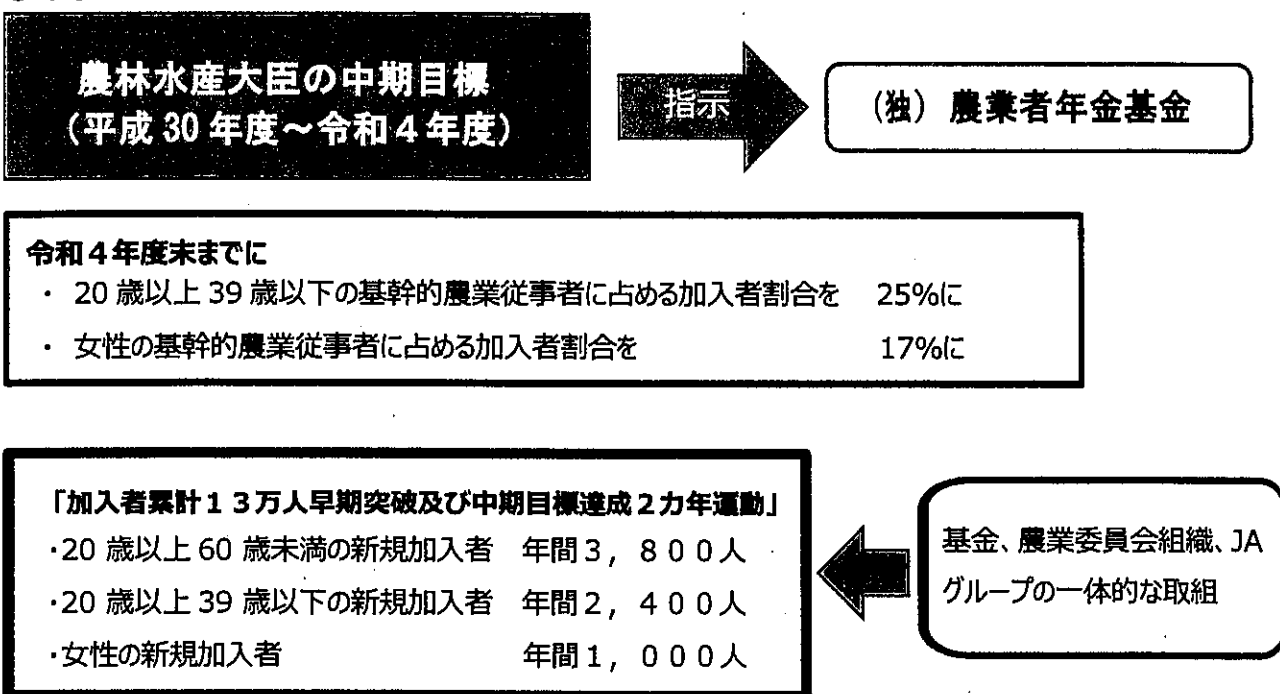 農林水産大臣の中期目標
（平成30年度～令和４年度）
指示
（独）農業者年金基金
令和４年度末までに
・ 20歳以上39歳以下の基幹的農業従事者に占める加入者割合を 25%に
・ 女性の基幹的農業従事者に占める加入者割合を 17%に
「加入者累計１３万人早期突破及び中期目標達成２カ年運動」
・20歳以上60歳未満の新規加入者 年間３，８００人
・20歳以上39歳以下の新規加入者 年間２，４００人
・女性の新規加入者 年間１，０００人
基金、農業委員会組織、JA
グループの一体的な取組